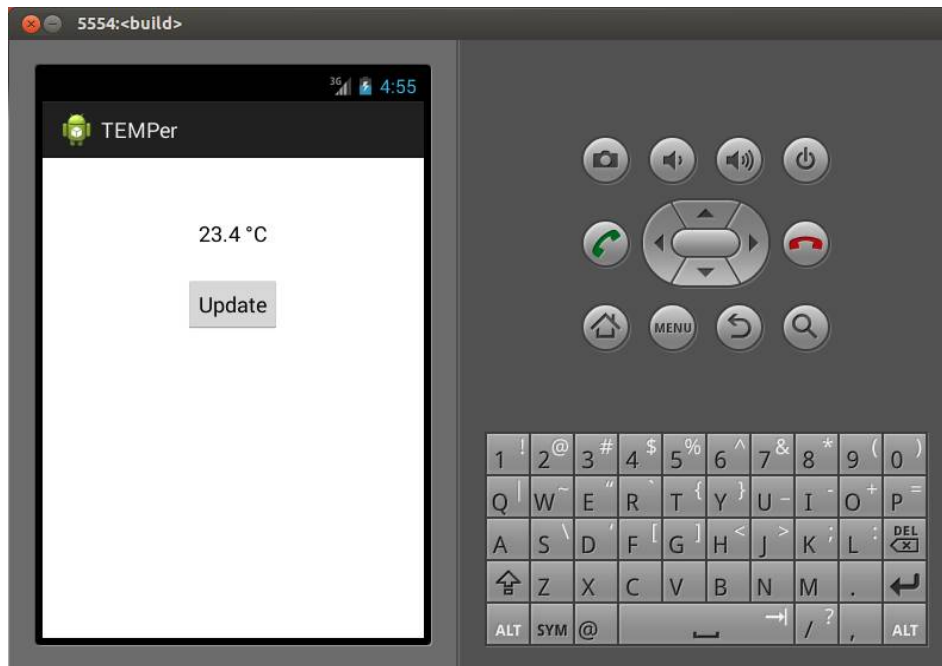 5554:<build>
3G 4:55
TEMPer
23.4 °C
Update
MENU
1 ! 2 @ 3 # 4 $ 5 % 6 ^ 7 & 8 * 9 ( 0 )
Q | W ~ E " R ` T { Y } U _ I - O + P =
A S \ D ' F [ G ] H < J > K ; L : DEL
Z X C V B N M .
ALT SYM @ / ? , ALT